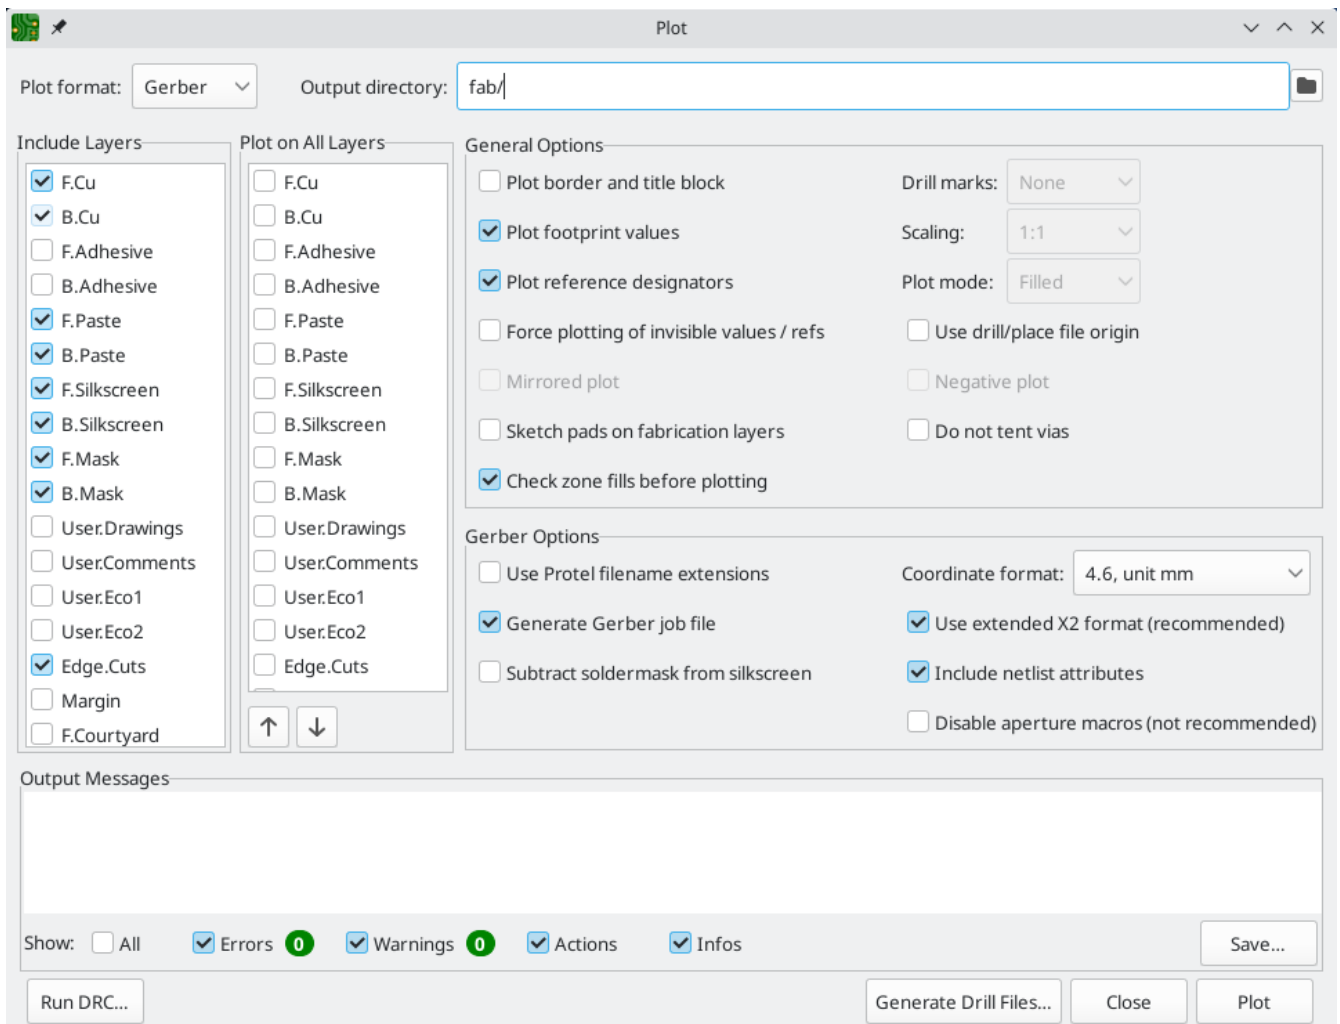 Plot
Plot format: Gerber Output directory: fab/
Include Layers
F.Cu
B.Cu
F.Adhesive
B.Adhesive
F.Paste
B.Paste
F.Silkscreen
B.Silkscreen
F.Mask
B.Mask
User.Drawings
User.Comments
User.Eco1
User.Eco2
Edge.Cuts
Margin
F.Courtyard
Plot on All Layers
F.Cu
B.Cu
F.Adhesive
B.Adhesive
F.Paste
B.Paste
F.Silkscreen
B.Silkscreen
F.Mask
B.Mask
User.Drawings
User.Comments
User.Eco1
User.Eco2
Edge.Cuts
General Options
Plot border and title block Drill marks: None
Plot footprint values Scaling: 1:1
Plot reference designators Plot mode: Filled
Force plotting of invisible values / refs Use drill/place file origin
Mirrored plot Negative plot
Sketch pads on fabrication layers Do not tent vias
Check zone fills before plotting
Gerber Options
Use Protel filename extensions Coordinate format: 4.6, unit mm
Generate Gerber job file Use extended X2 format (recommended)
Subtract soldermask from silkscreen Include netlist attributes
Disable aperture macros (not recommended)
Output Messages
Show: All Errors 0 Warnings 0 Actions Infos Save...
Run DRC... Generate Drill Files... Close Plot